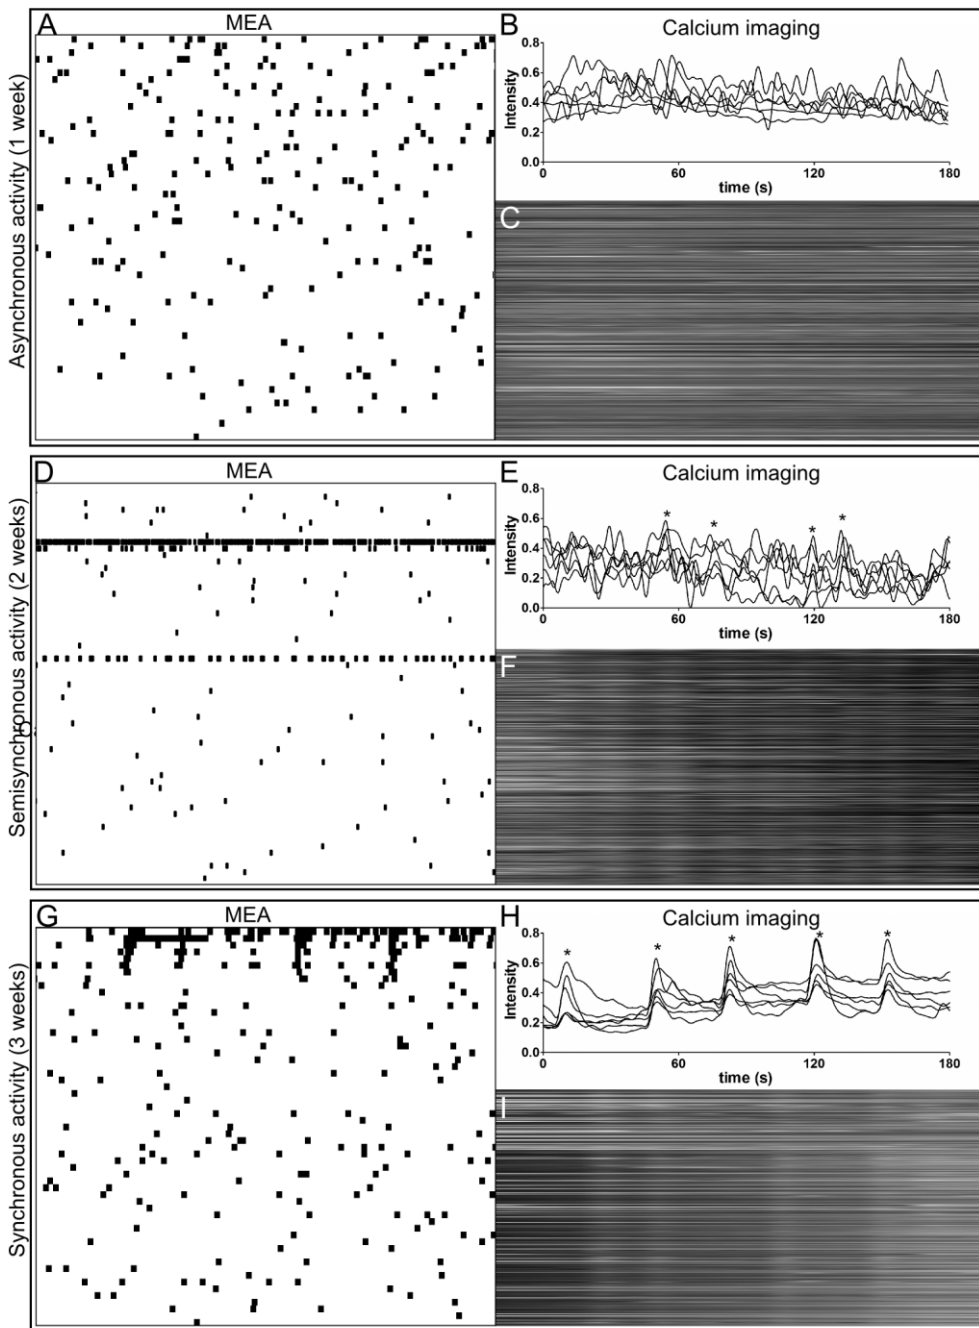 Asynchronous activity (1 week)
A
MEA
B
Calcium imaging
Intensity
0.8
0.6
0.4
0.2
0.0
0
60
120
180
time (s)
C
Semisynchronous activity (2 weeks)
D
MEA
E
Calcium imaging
Intensity
0.8
0.6
0.4
0.2
0.0
* * * *
0
60
120
180
time (s)
F
Synchronous activity (3 weeks)
G
MEA
H
Calcium imaging
Intensity
0.8
0.6
0.4
0.2
0.0
* * * * *
0
60
120
180
time (s)
I